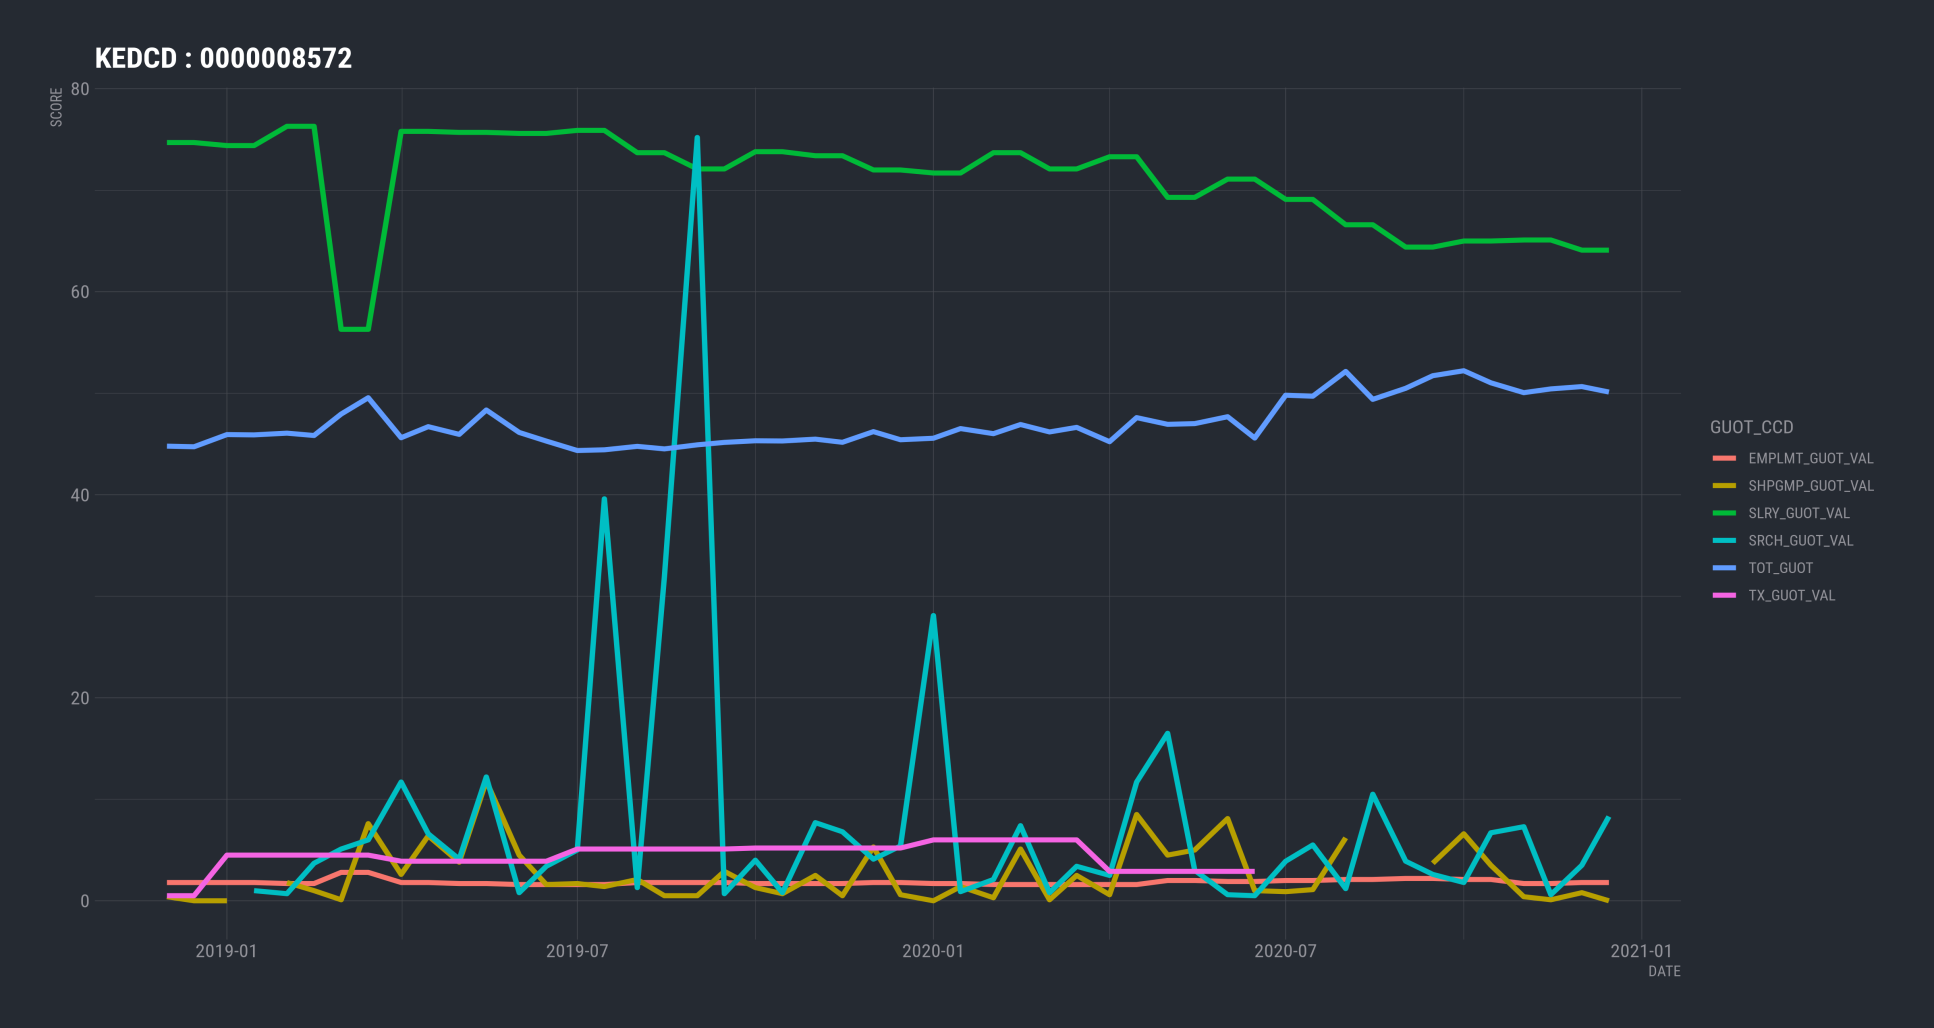 KEDCD : 0000008572
SCORE
80
60
40
20
0
2019-01
2019-07
2020-01
2020-07
2021-01
DATE
GUOT_CCD
EMPLMT_GUOT_VAL
SHPGMP_GUOT_VAL
SLRY_GUOT_VAL
SRCH_GUOT_VAL
TOT_GUOT
TX_GUOT_VAL